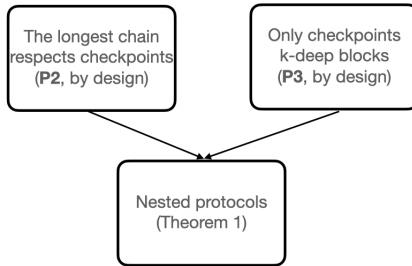 The longest chain
respects checkpoints
(P2, by design)
Only checkpoints
k-deep blocks
(P3, by design)
Nested protocols
(Theorem 1)